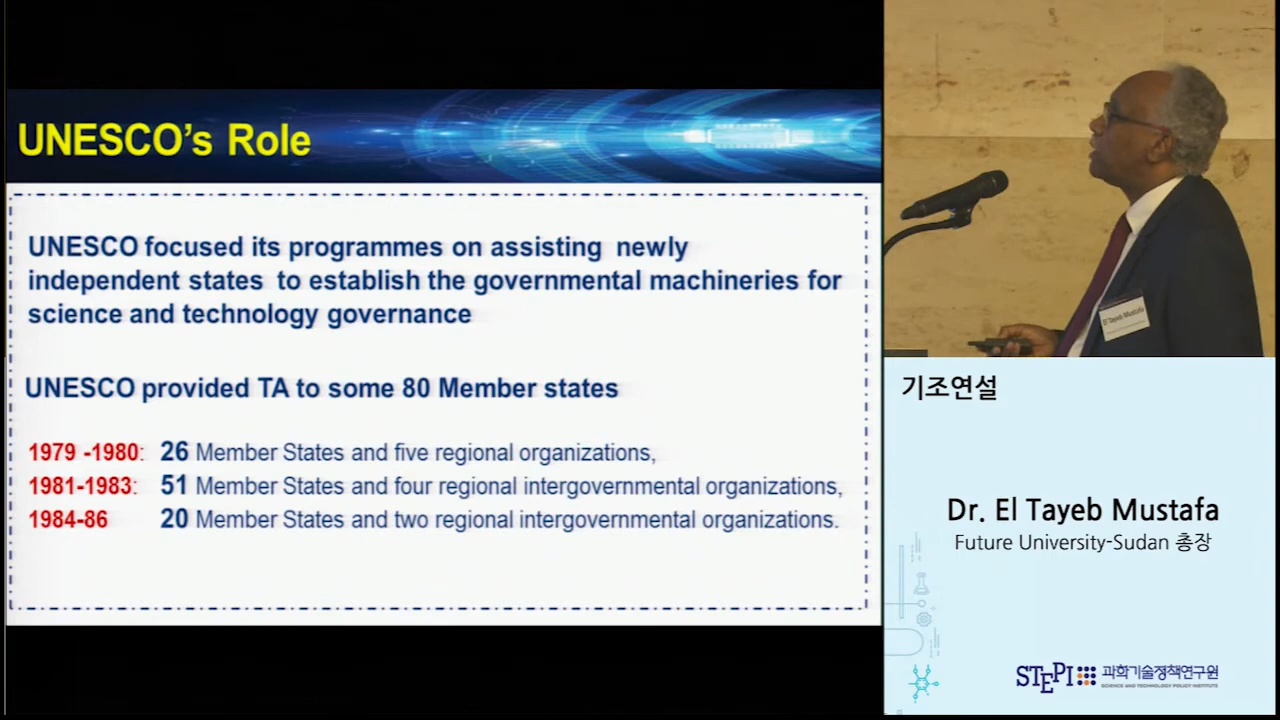 UNESCO's Role
UNESCO focused its programmes on assisting newly
independent states to establish the governmental machineries for
science and technology governance
UNESCO provided TA to some 80 Member states
1979 -1980: 26 Member States and five regional organizations,
1981-1983: 51 Member States and four regional intergovernmental organizations,
1984-86 20 Member States and two regional intergovernmental organizations.
El Tayeb Mustafa
기조연설
Dr. El Tayeb Mustafa
Future University-Sudan 총장
STEPI 과학기술정책연구원
SCIENCE AND TECHNOLOGY POLICY INSTITUTE